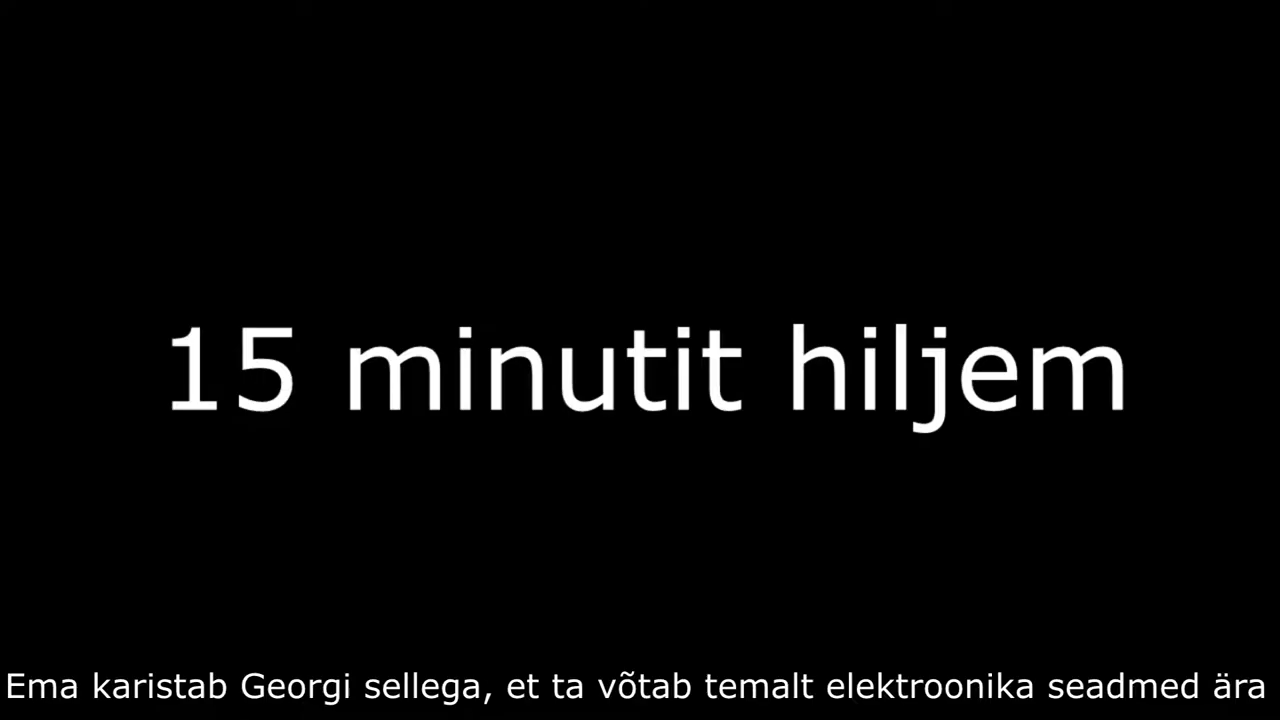 15 minutit hiljem
Ema karistab Georgi sellega, et ta võtab temalt elektroonika seadmed ära